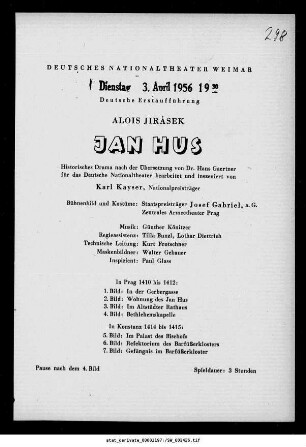 298
DEUTSCHES NATIONALTHEATER WEIMAR
Dienstag 3. April 1956 19 30
Deutsche Erstaufführung
ALOIS JIRÁSEK
JAN HUS
Historisches Drama nach der Übersetzung von Dr. Hans Gaertner
für das Deutsche Nationaltheater bearbeitet und inszeniert von
Karl Kayser, Nationalpreisträger
Bühnenbild und Kostüme: Staatspreisträger Josef Gabriel, a. G.
Zentrales Armeetheater Prag
Musik: Günther Könitzer
Regieassistenz: Tilla Bunzl, Lothar Dietrich
Technische Leitung: Kurt Fretschner
Maskenbildner: Walter Gebauer
Inspizient: Paul Glass
In Prag 1410 bis 1412:
1. Bild: In der Gerbergasse
2. Bild: Wohnung des Jan Hus
3. Bild: Im Altstädter Rathaus
4. Bild: Bethlehemskapelle
In Konstanz 1414 bis 1415:
5. Bild: Im Palast des Bischofs
6. Bild: Refektorium des Barfüßerklosters
7. Bild: Gefängnis im Barfüßerkloster
Pause nach dem 4. Bild Spieldauer: 3 Stunden